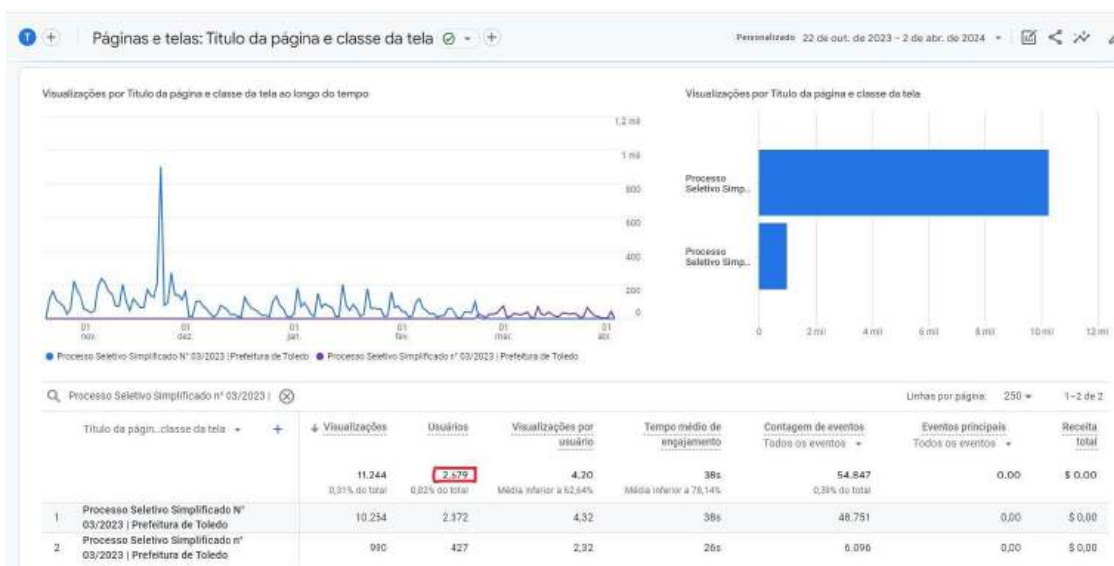 T
Páginas e telas: Título da página e classe da tela
Personalizado 22 de out. de 2023 – 2 de abr. de 2024
Visualizações por Título da página e classe da tela ao longo do tempo
1,2 mil
1 mil
800
600
400
200
0
01 nov.
01 dez.
01 jan.
01 fev.
01 mar.
01 abr.
Processo Seletivo Simplificado N° 03/2023 | Prefeitura de Toledo
Processo Seletivo Simplificado n° 03/2023 | Prefeitura de Toledo
Visualizações por Título da página e classe da tela
Processo
Seletivo Simp...
Processo
Seletivo Simp...
0 2 mil 4 mil 6 mil 8 mil 10 mil 12 mil
Processo Seletivo Simplificado n° 03/2023 |
Linhas por página: 250
1-2 de 2
Título da págin...classe da tela
+
Visualizações
Usuários
Visualizações por
usuário
Tempo médio de
engajamento
Contagem de eventos
Todos os eventos
Eventos principais
Todos os eventos
Receita
total
11.244 2.679 4,20 38s 54.847 0,00 $ 0,00
0,31% do total 0,82% do total Média inferior a 62,64% Média inferior a 78,14% 0,39% do total
1 Processo Seletivo Simplificado N°
03/2023 | Prefeitura de Toledo
10.254 2.372 4,32 38s 48.751 0,00 $ 0,00
2 Processo Seletivo Simplificado n°
03/2023 | Prefeitura de Toledo
990 427 2,32 26s 6.096 0,00 $ 0,00